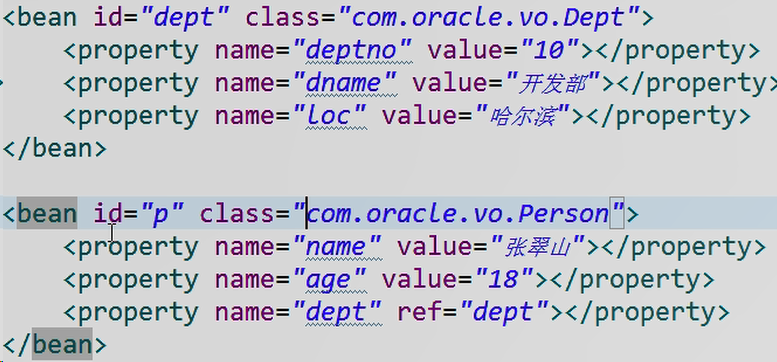 <bean id="dept" class="com.oracle.vo.Dept">
<property name="deptno" value="10"></property>
<property name="dname" value="开发部"></property>
<property name="loc" value="哈尔滨"></property>
</bean>
<bean id="p" class="com.oracle.vo.Person">
<property name="name" value="张翠山"></property>
<property name="age" value="18"></property>
<property name="dept" ref="dept"></property>
</bean>